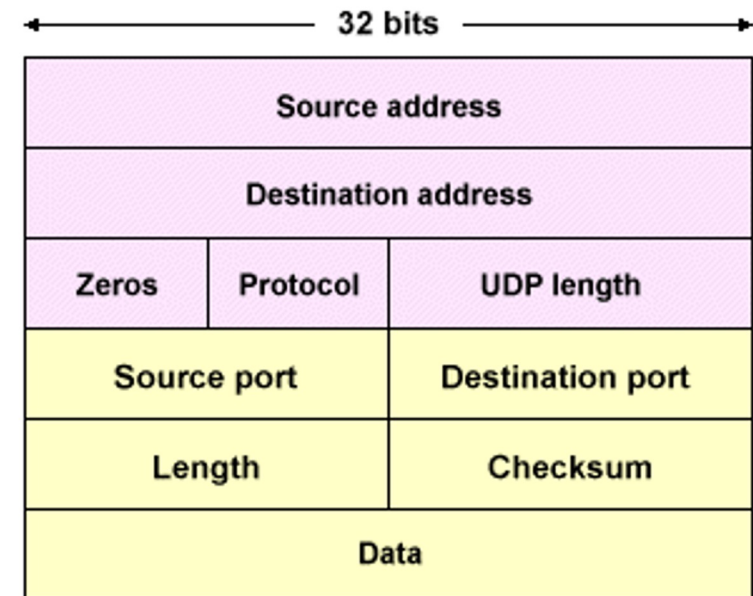 32 bits
Source address
Destination address
Zeros Protocol UDP length
Source port Destination port
Length Checksum
Data